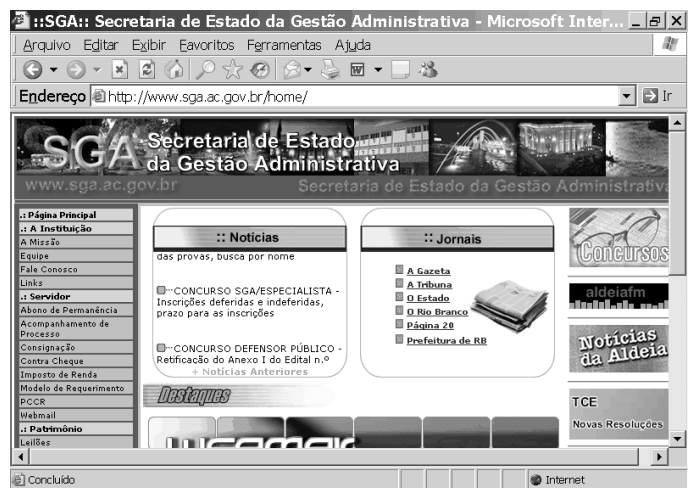 ::SGA:: Secretaria de Estado da Gestão Administrativa - Microsoft Inter...
Arquivo Editar Exibir Favoritos Ferramentas Ajuda
Endereço http://www.sga.ac.gov.br/home/ Ir
SGA Secretaria de Estado
da Gestão Administrativa
www.sga.ac.gov.br Secretaria de Estado da Gestão Administrativa
.: Página Principal
.: A Instituição
A Missão
Equipe
Fale Conosco
Links
.: Servidor
Abono de Permanência
Acompanhamento de
Processo
Consignação
Contra Cheque
Imposto de Renda
Modelo de Requerimento
PCCR
Webmail
.: Patrimônio
Leilões
:: Notícias
das provas, busca por nome
CONCURSO SGA/ESPECIALISTA -
Inscrições deferidas e indeferidas,
prazo para as inscrições
CONCURSO DEFENSOR PÚBLICO -
Retificação do Anexo I do Edital n.º
+ Notícias Anteriores
:: Jornais
A Gazeta
A Tribuna
O Estado
O Rio Branco
Página 20
Prefeitura de RB
Destaques
Concursos
aldeiafm
Notícias
da Aldeia
TCE
Novas Resoluções
Concluído
Internet